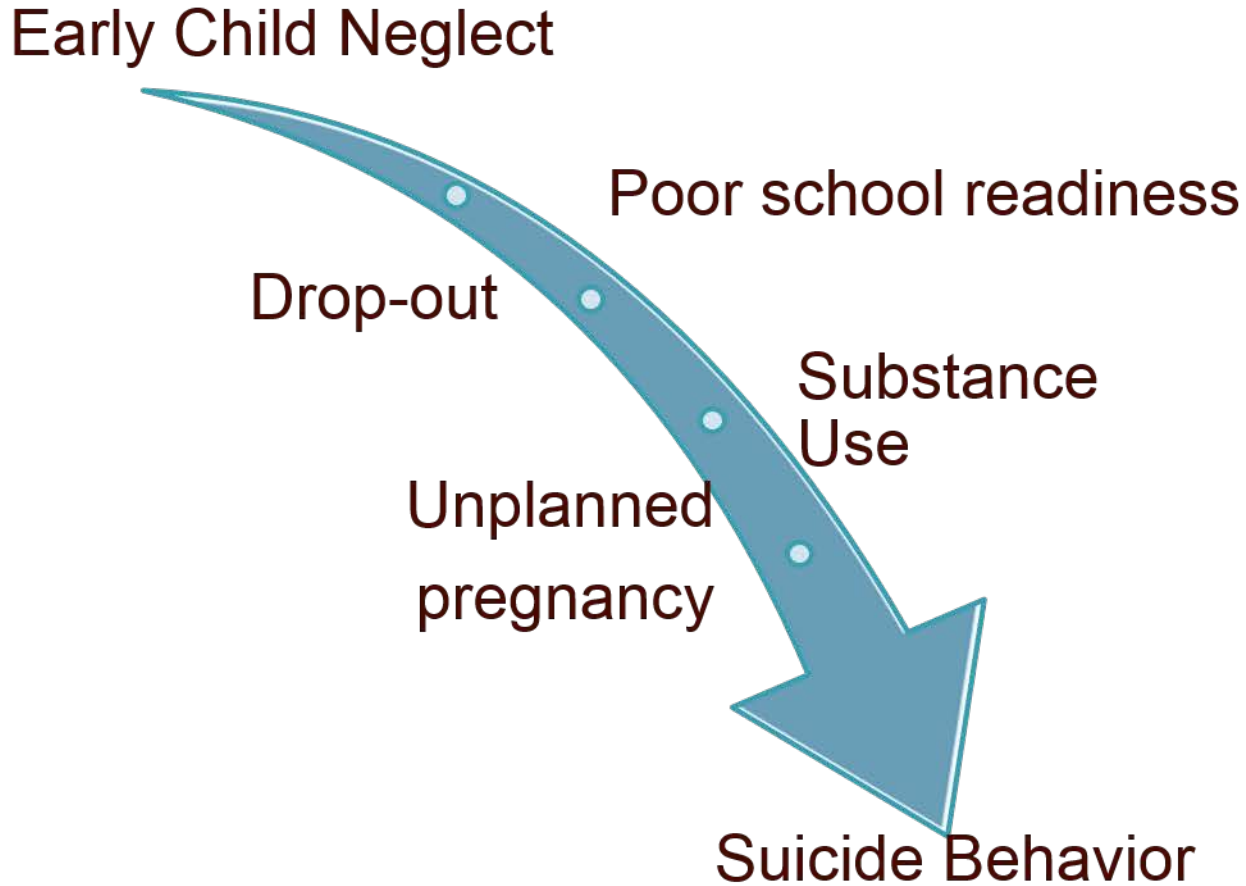 Early Child Neglect
Poor school readiness
Drop-out
Substance
Use
Unplanned
pregnancy
Suicide Behavior